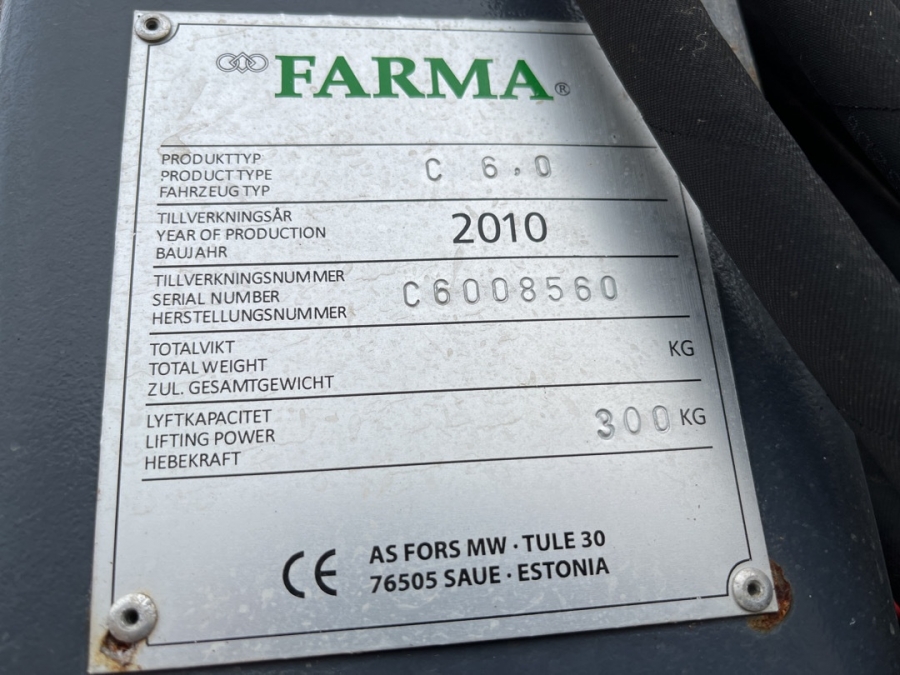 FARMA®
PRODUKTTYP
PRODUCT TYPE
FAHRZEUG TYP
C 6.0
TILLVERKNINGSÅR
YEAR OF PRODUCTION
BAUJAHR
2010
TILLVERKNINGSNUMMER
SERIAL NUMBER
HERSTELLUNGSNUMMER
C6008560
TOTALVIKT
TOTAL WEIGHT
ZUL. GESAMTGEWICHT
KG
LYFTKAPACITET
LIFTING POWER
HEBEKRAFT
300 KG
CE
AS FORS MW · TULE 30
76505 SAUE · ESTONIA